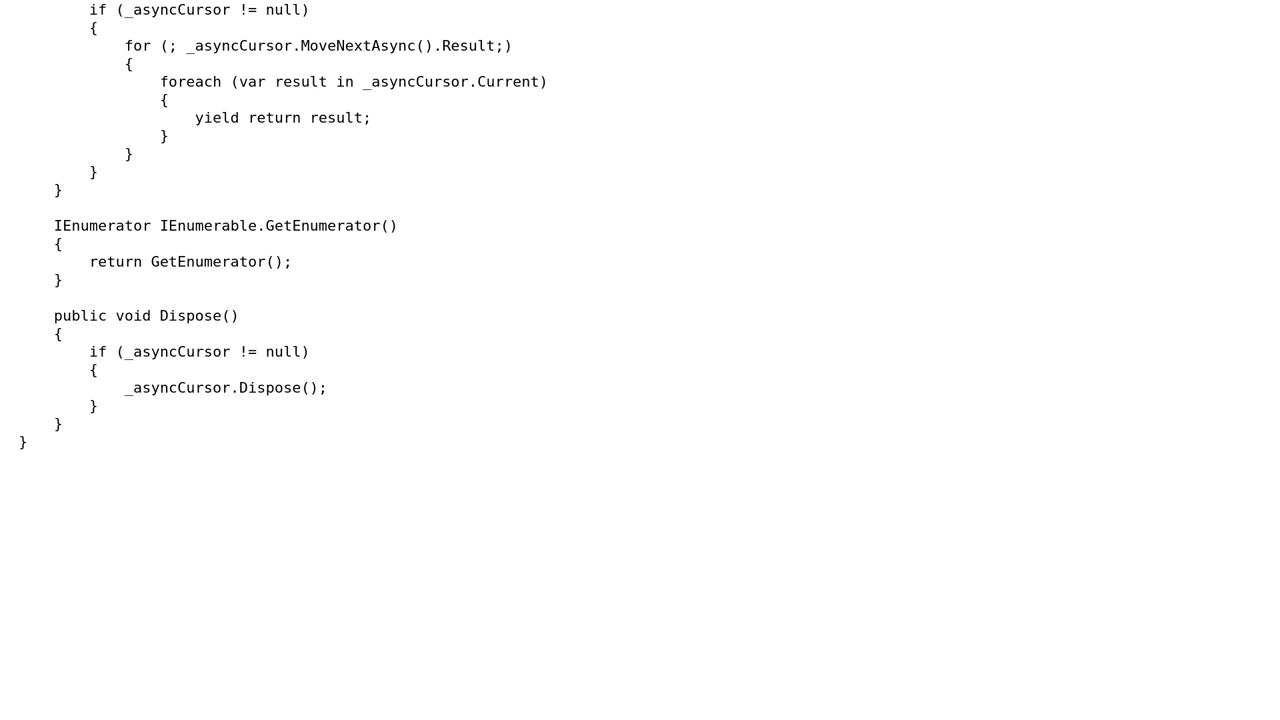 if (_asyncCursor != null)
        {
            for (; _asyncCursor.MoveNextAsync().Result;)
            {
                foreach (var result in _asyncCursor.Current)
                {
                    yield return result;
                }
            }
        }
    }

    IEnumerator IEnumerable.GetEnumerator()
    {
        return GetEnumerator();
    }

    public void Dispose()
    {
        if (_asyncCursor != null)
        {
            _asyncCursor.Dispose();
        }
    }
}